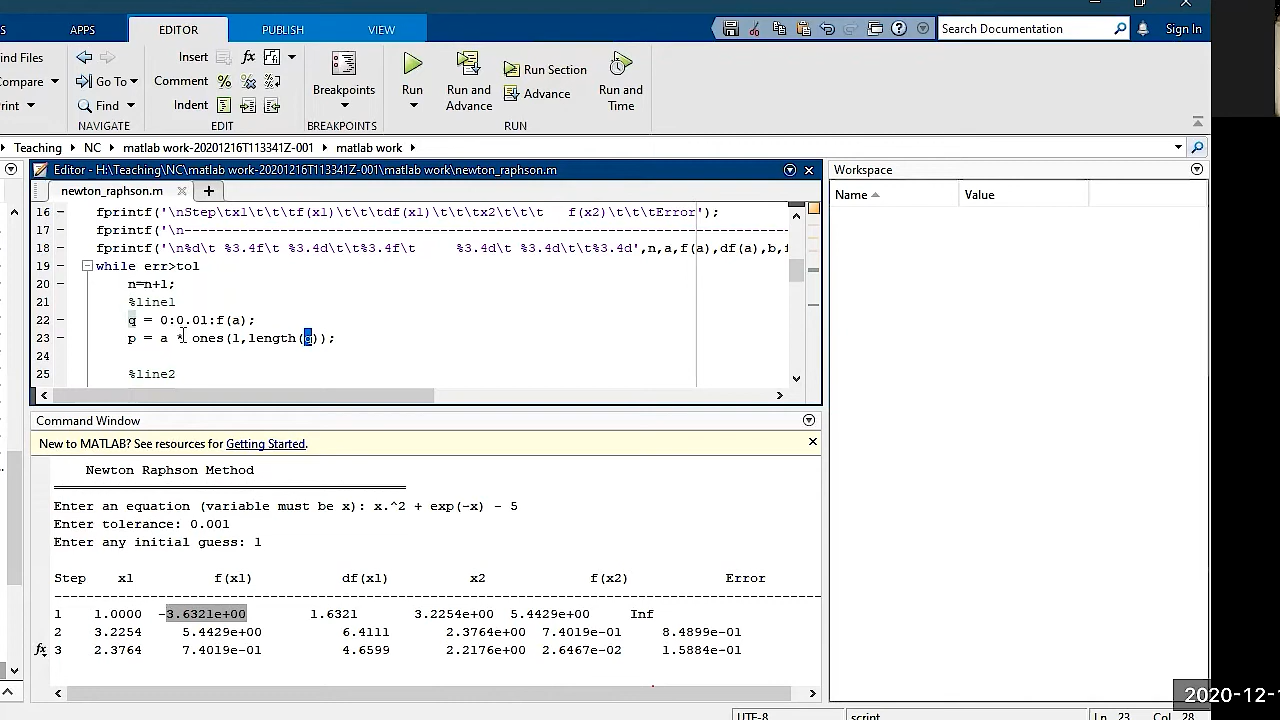 APPS EDITOR PUBLISH VIEW Search Documentation Sign In
Find Files Insert fx
Compare Go To Comment % Breakpoints Run Run and Advance Run Section Advance Run and Time
Print Find Indent
NAVIGATE EDIT BREAKPOINTS RUN
Teaching NC matlab work-20201216T113341Z-001 matlab work
Editor - H:\Teaching\NC\matlab work-20201216T113341Z-001\matlab work\newton_raphson.m
newton_raphson.m
16 fprintf('\nStep\tx1\t\t\tf(x1)\t\t\tdf(x1)\t\t\tx2\t\t\t   f(x2)\t\t\tError');
17 fprintf('\n------------------------------------------------------------------------
18 fprintf('\n%d\t %3.4f\t %3.4d\t\t%3.4f\t     %3.4d\t %3.4d\t\t%3.4d',n,a,f(a),df(a),b,f
19 while err>tol
20 n=n+1;
21 %line1
22 q = 0:0.01:f(a);
23 p = a * ones(1,length(q));
24
25 %line2
Workspace
Name Value
Command Window
New to MATLAB? See resources for Getting Started.
Newton Raphson Method
Enter an equation (variable must be x): x.^2 + exp(-x) - 5
Enter tolerance: 0.001
Enter any initial guess: 1
Step x1 f(x1) df(x1) x2 f(x2) Error
1 1.0000 -3.6321e+00 1.6321 3.2254e+00 5.4429e+00 Inf
2 3.2254 5.4429e+00 6.4111 2.3764e+00 7.4019e-01 8.4899e-01
3 2.3764 7.4019e-01 4.6599 2.2176e+00 2.6467e-02 1.5884e-01
fx
UTF-8 script Ln 23 Col 28
2020-12-1